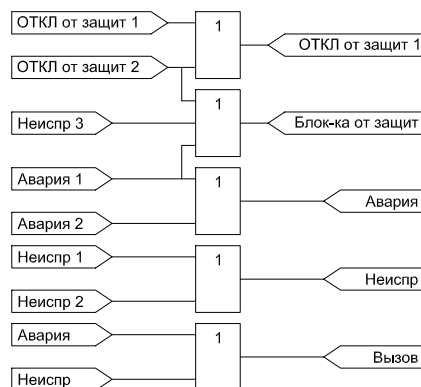 ОТКЛ от защит 1
1
ОТКЛ от защит 1
ОТКЛ от защит 2
1
Неиспр 3
Блок-ка от защит
Авария 1
1
Авария
Авария 2
Неиспр 1
1
Неиспр
Неиспр 2
Авария
1
Вызов
Неиспр